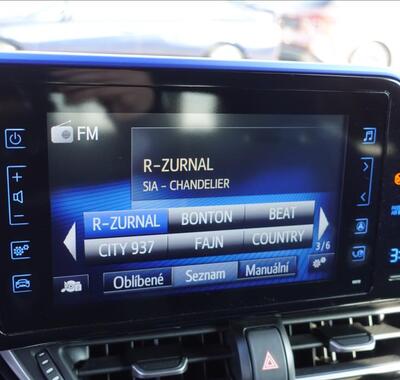 FM
R-ZURNAL
SIA - CHANDELIER
R-ZURNAL BONTON BEAT
CITY 937 FAJN COUNTRY
3/6
Oblíbené Seznam Manuální